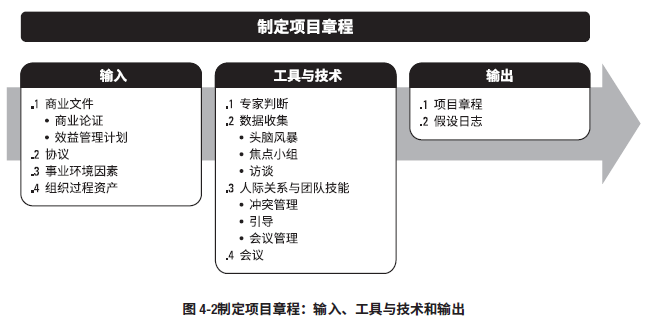 制定项目章程
输入
.1 商业文件
• 商业论证
• 效益管理计划
.2 协议
.3 事业环境因素
.4 组织过程资产
工具与技术
.1 专家判断
.2 数据收集
• 头脑风暴
• 焦点小组
• 访谈
.3 人际关系与团队技能
• 冲突管理
• 引导
• 会议管理
.4 会议
输出
.1 项目章程
.2 假设日志
图 4-2制定项目章程：输入、工具与技术和输出